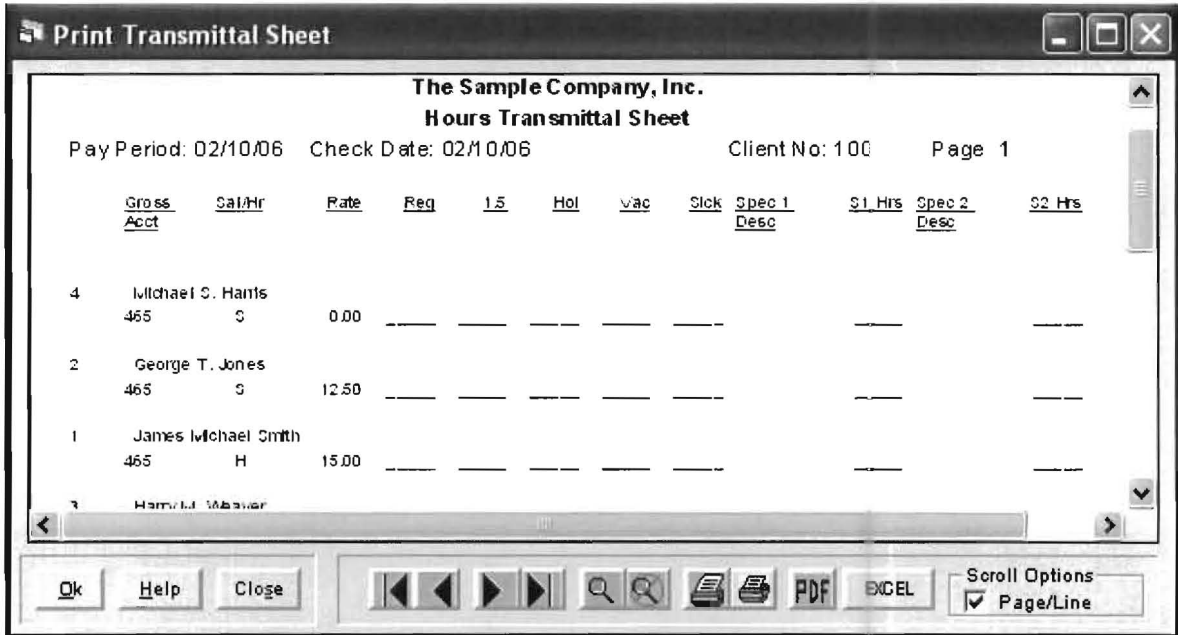 Print Transmittal Sheet
The Sample Company, Inc.
Hours Transmittal Sheet
Pay Period: 02/10/06 Check Date: 02/10/06 Client No: 100 Page 1
Gross Sal/Hr Rate Reg 1.5 Hol Vac Sick Spec 1 S1 Hrs Spec 2 S2 Hrs
Acct Desc Desc
4 Michael S. Harris
465 S 0.00
2 George T. Jones
465 S 12.50
1 James Michael Smith
465 H 15.00
3 Harry M. Weaver
Ok Help Close PDF EXCEL Scroll Options
Page/Line